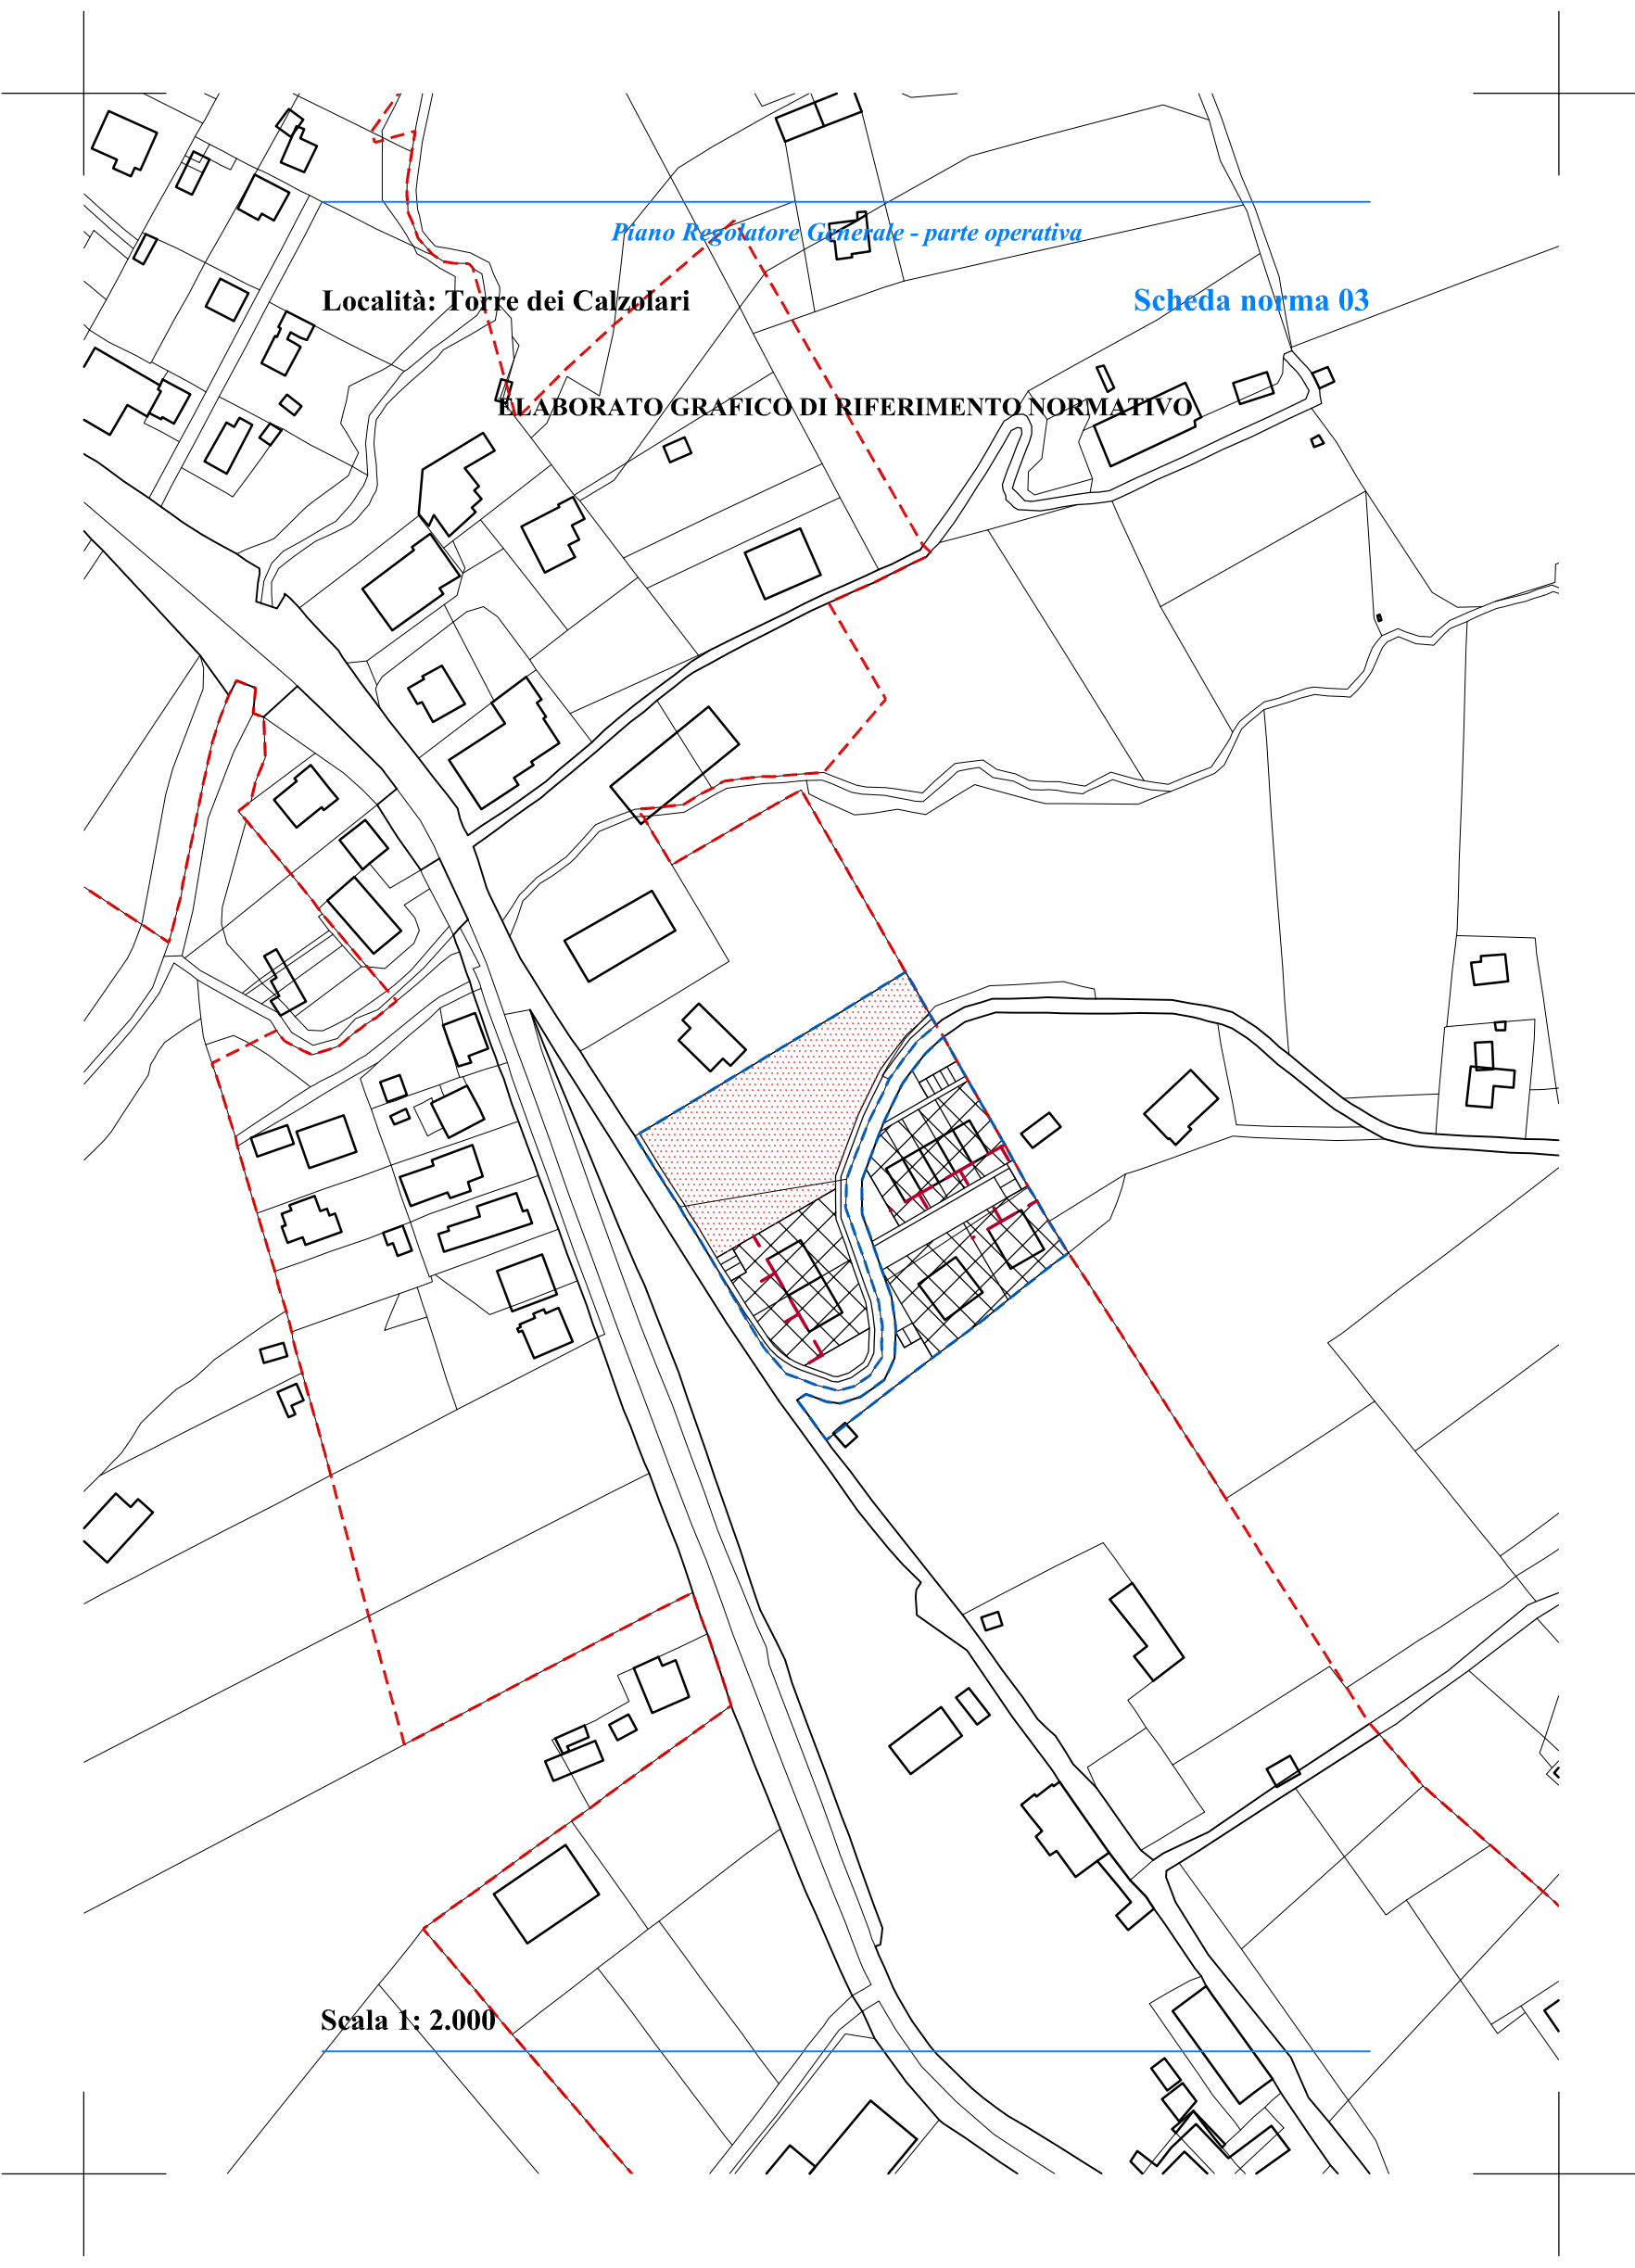 Piano Regolatore Generale - parte operativa
Località: Torre dei Calzolari
Scheda norma 03
ELABORATO GRAFICO DI RIFERIMENTO NORMATIVO
Scala 1: 2.000